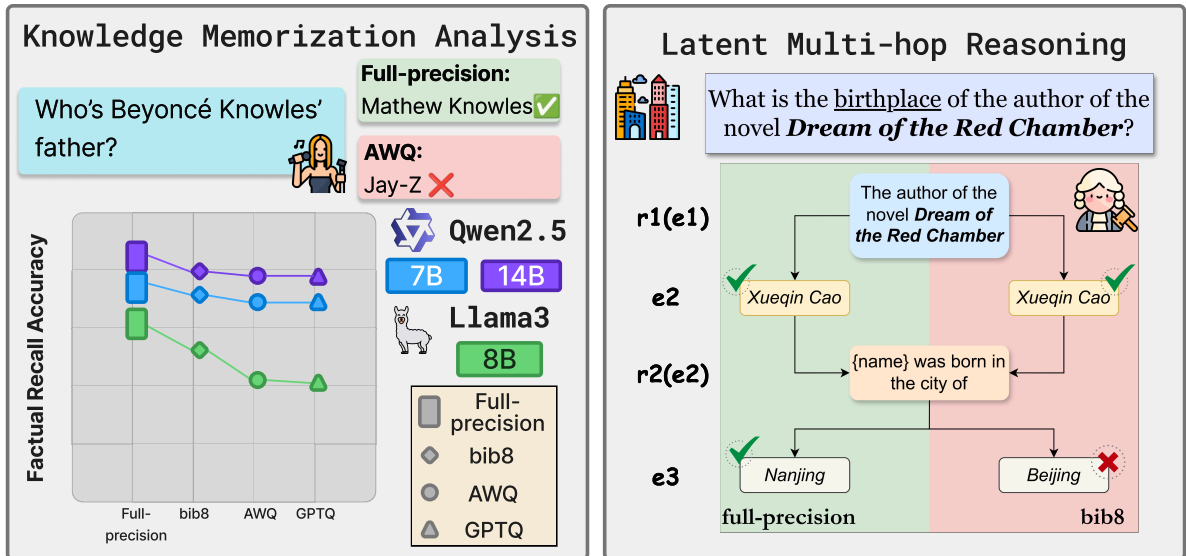 Knowledge Memorization Analysis
Who's Beyoncé Knowles'
father?
Full-precision:
Mathew Knowles
AWQ:
Jay-Z
Factual Recall Accuracy
Full-
precision
bib8
AWQ
GPTQ
Qwen2.5
7B
14B
Llama3
8B
Full-
precision
bib8
AWQ
GPTQ
Latent Multi-hop Reasoning
What is the birthplace of the author of the
novel Dream of the Red Chamber?
r1(e1)
The author of the
novel Dream of
the Red Chamber
e2
Xueqin Cao
Xueqin Cao
r2(e2)
{name} was born in
the city of
e3
Nanjing
Beijing
full-precision
bib8